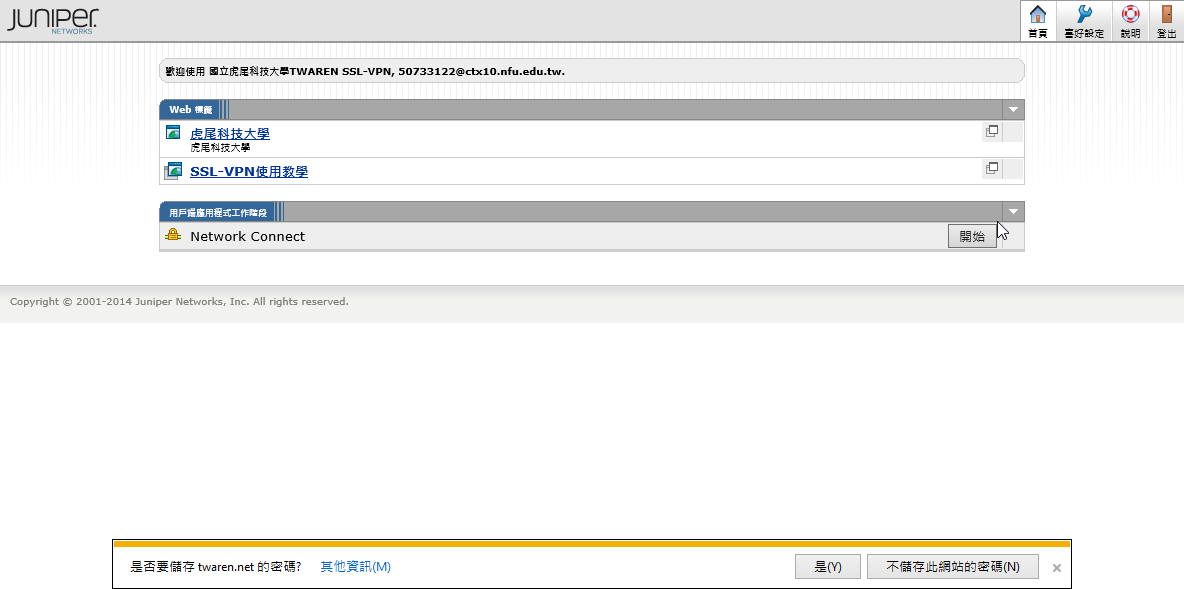 JUNIPER
NETWORKS
首頁 喜好設定 說明 登出
歡迎使用 國立虎尾科技大學TWAREN SSL-VPN, 50733122@ctx10.nfu.edu.tw.
Web 標籤
虎尾科技大學
虎尾科技大學
SSL-VPN使用教學
用戶端應用程式工作階段
Network Connect 開始
Copyright © 2001-2014 Juniper Networks, Inc. All rights reserved.
是否要儲存 twaren.net 的密碼? 其他資訊(M) 是(Y) 不儲存此網站的密碼(N) ×